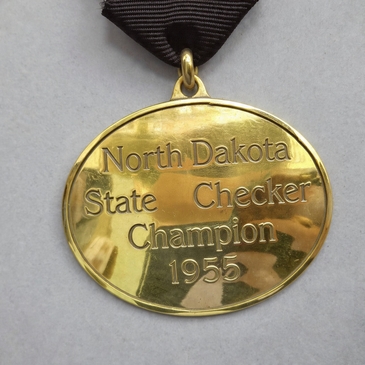 North Dakota
State Checker
Champion
1955